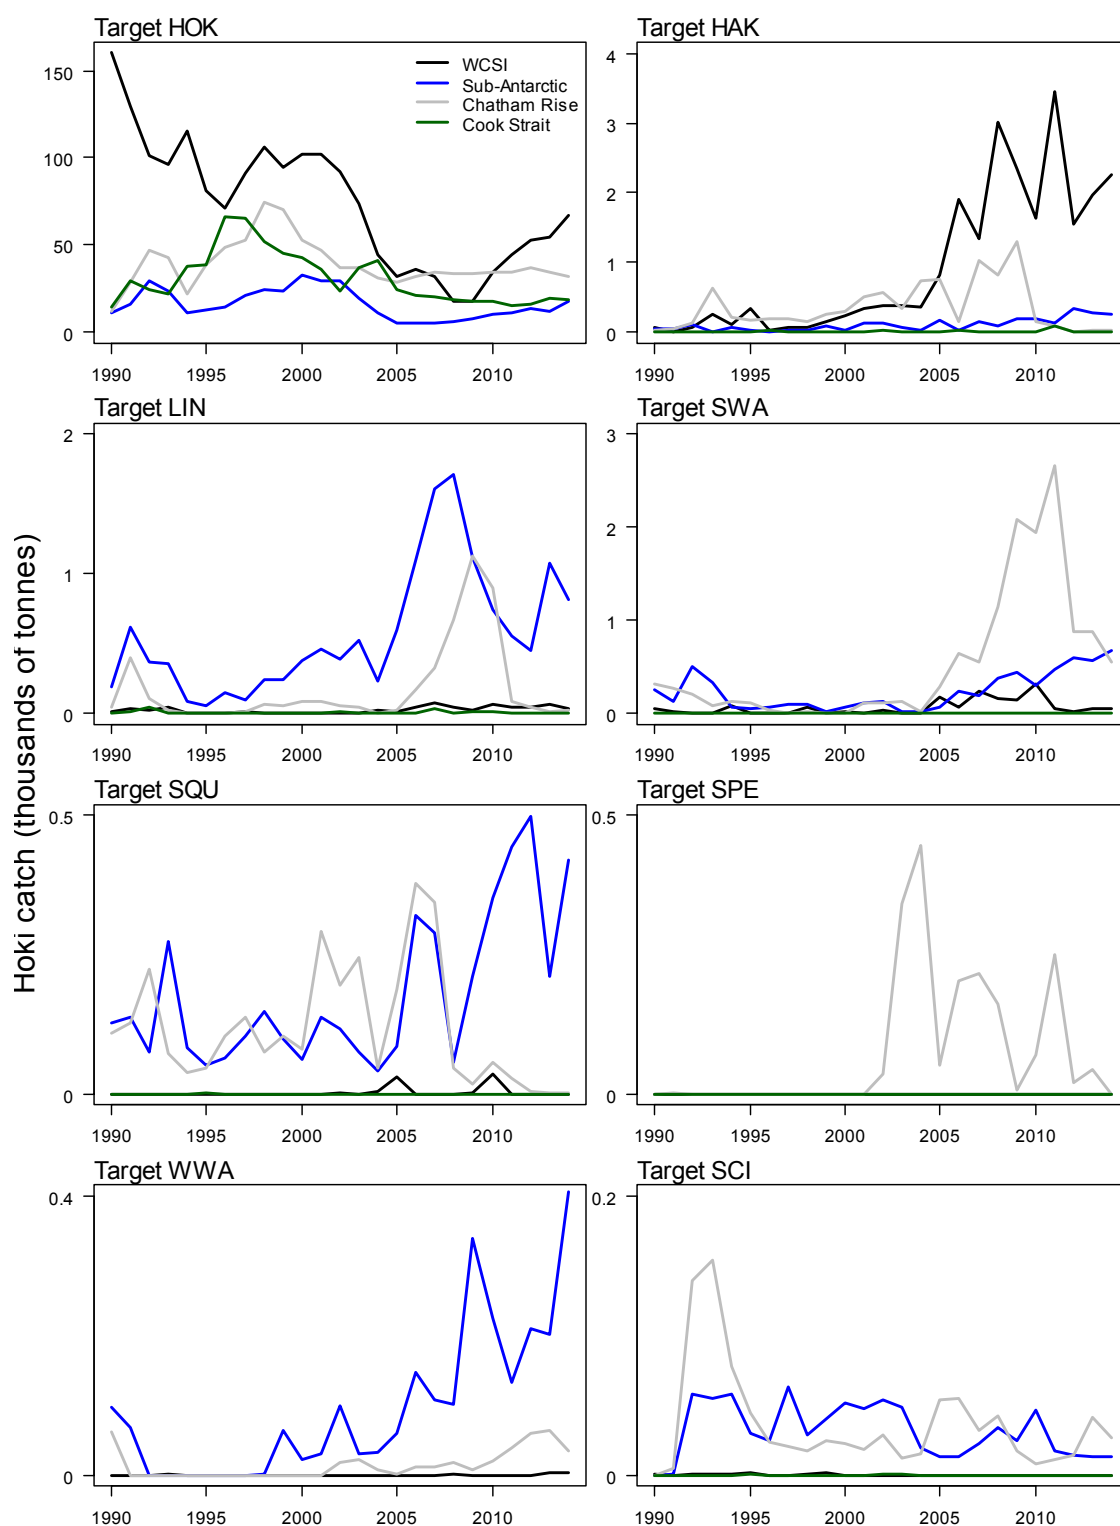 Target HOK
150
100
50
0
1990 1995 2000 2005 2010
WCSI
Sub-Antarctic
Chatham Rise
Cook Strait
Target HAK
4
3
2
1
0
1990 1995 2000 2005 2010
Target LIN
2
1
0
1990 1995 2000 2005 2010
Target SWA
3
2
1
0
1990 1995 2000 2005 2010
Hoki catch (thousands of tonnes)
Target SQU
0.5
0
1990 1995 2000 2005 2010
Target SPE
0.5
0
1990 1995 2000 2005 2010
Target WWA
0.4
0
1990 1995 2000 2005 2010
Target SCI
0.2
0
1990 1995 2000 2005 2010